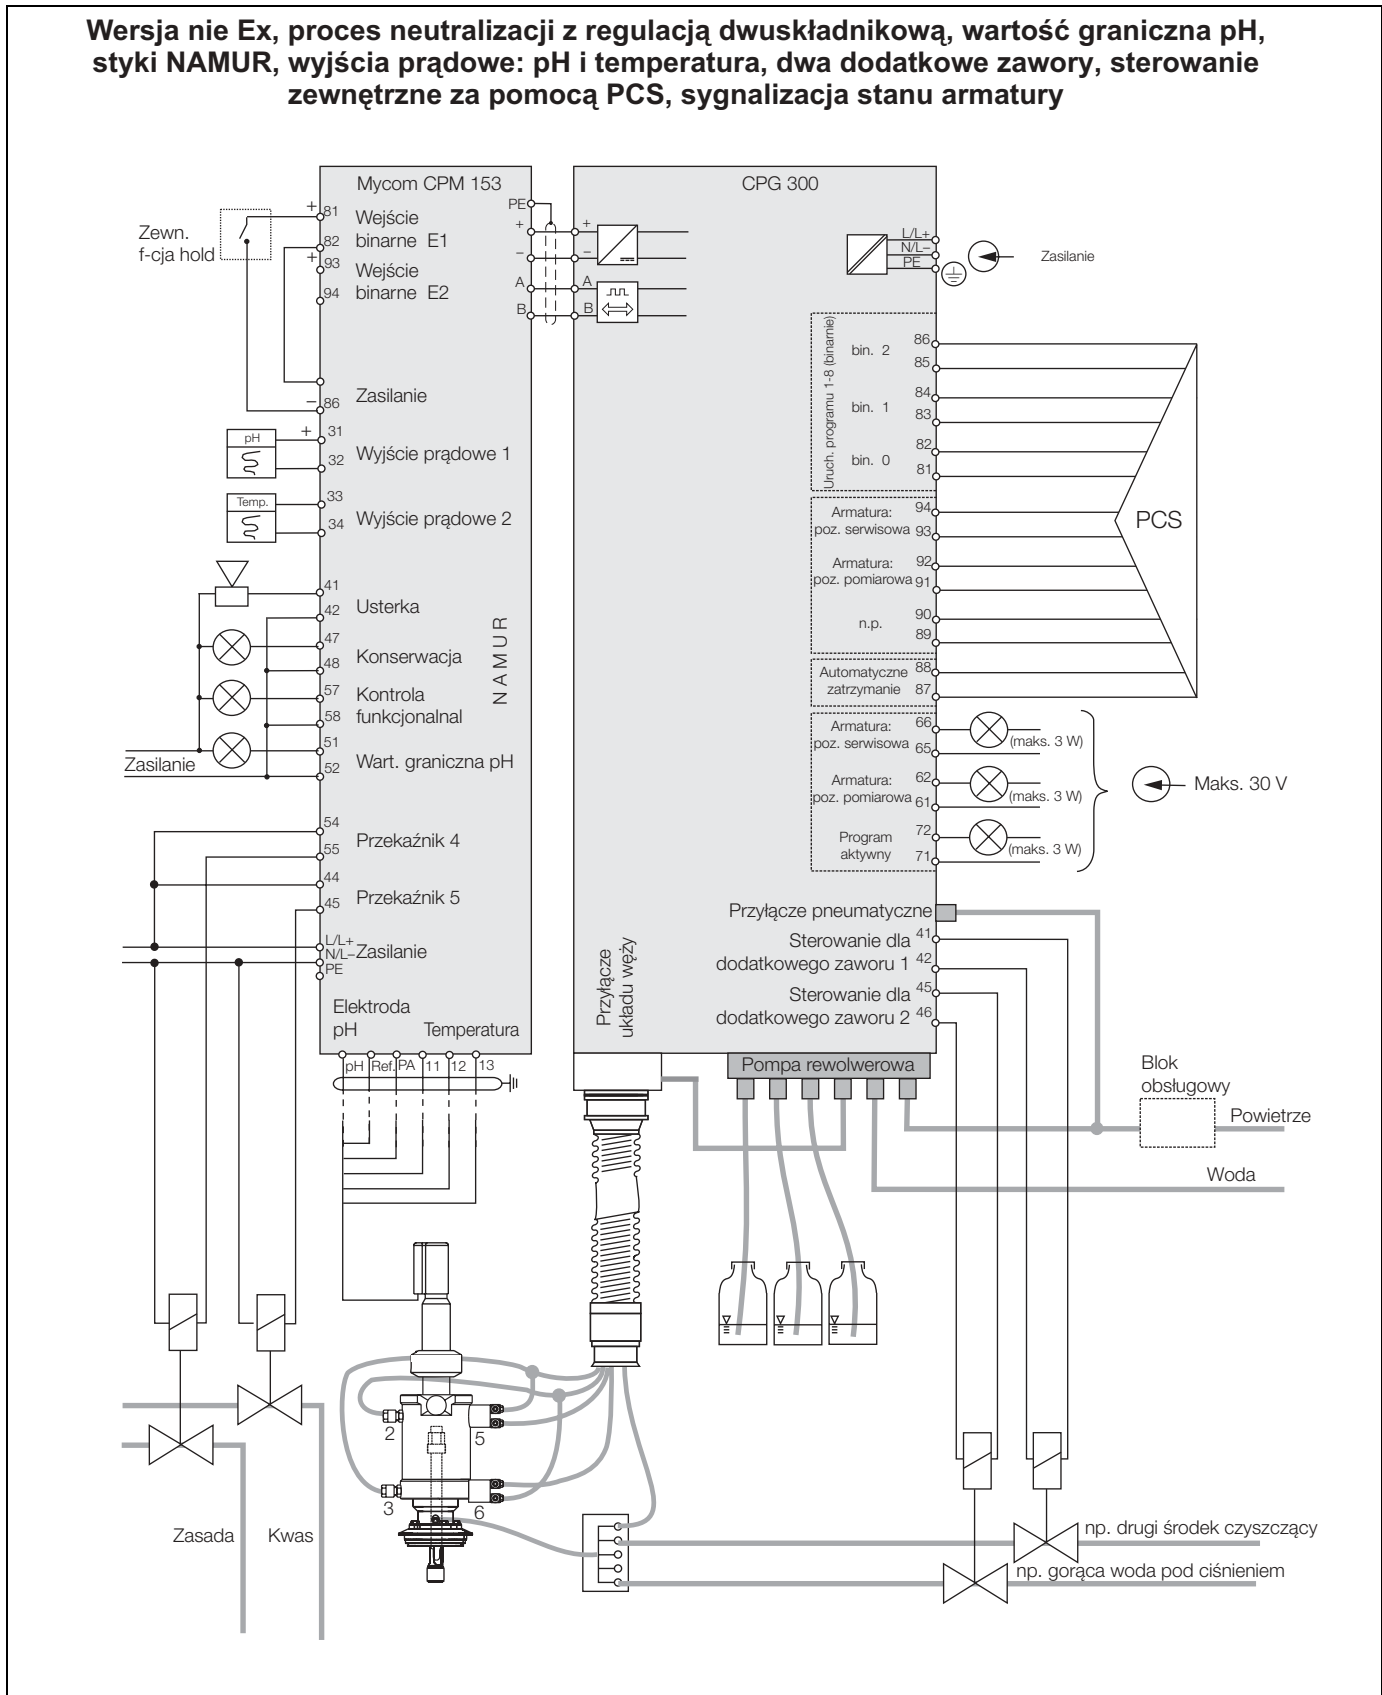 Wersja nie Ex, proces neutralizacji z regulacją dwuskładnikową, wartość graniczna pH,
styki NAMUR, wyjścia prądowe: pH i temperatura, dwa dodatkowe zawory, sterowanie
zewnętrzne za pomocą PCS, sygnalizacja stanu armatury
Mycom CPM 153
Zewn.
f-cja hold
+
81
Wejście
82
binarne E1
+
93
Wejście
94
binarne E2
–
86
Zasilanie
pH
+
31
32
Wyjście prądowe 1
Temp.
33
34
Wyjście prądowe 2
41
42
Usterka
47
48
Konserwacja
57
Kontrola
58
funkcjonalnal
51
52
Wart. graniczna pH
Zasilanie
NAMUR
54
55
Przekaźnik 4
44
45
Przekaźnik 5
L/L+
N/L–
Zasilanie
PE
Elektroda
pH
Temperatura
pH
Ref.
PA
11
12
13
PE
+
–
A
B
CPG 300
+
–
A
B
L/L+
N/L–
PE
Zasilanie
Uruch. programu 1-8 (binarnie)
bin. 2
86
85
bin. 1
84
83
bin. 0
82
81
Armatura:
94
poz. serwisowa
93
Armatura:
92
poz. pomiarowa
91
n.p.
90
89
Automatyczne
88
zatrzymanie
87
PCS
Armatura:
66
poz. serwisowa
65
(maks. 3 W)
Armatura:
62
poz. pomiarowa
61
(maks. 3 W)
Program
72
aktywny
71
(maks. 3 W)
Maks. 30 V
Przyłącze pneumatyczne
Sterowanie dla
41
dodatkowego zaworu 1
42
Sterowanie dla
45
dodatkowego zaworu 2
46
Przyłącze
układu węży
Pompa rewolwerowa
Blok
obsługowy
Powietrze
Woda
2
5
3
6
Zasada
Kwas
np. drugi środek czyszczący
np. gorąca woda pod ciśnieniem